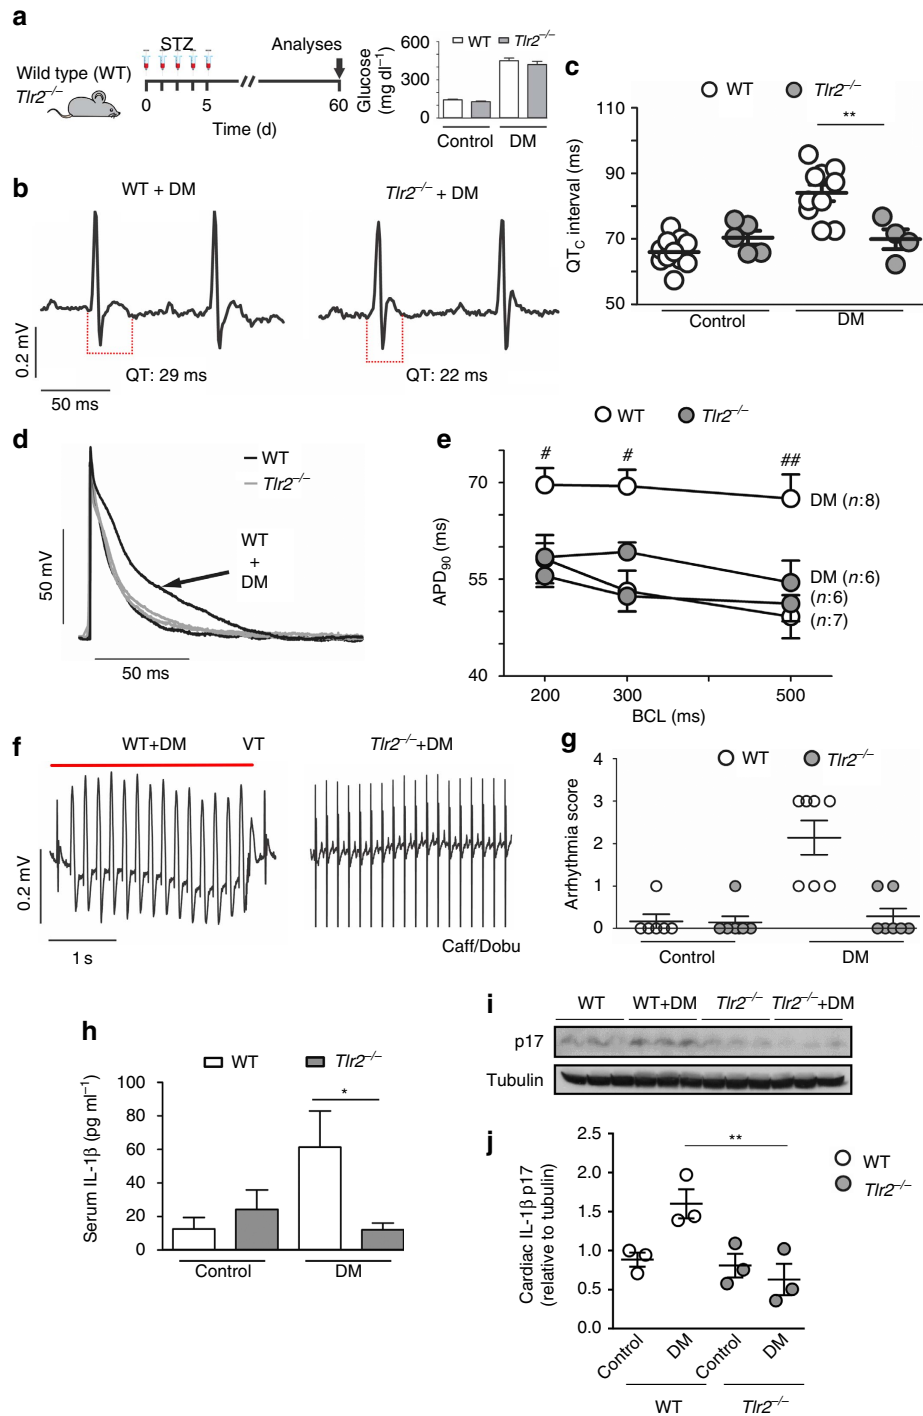 a
STZ
Analyses
Wild type (WT)
Tlr2−/−
0
5
60
Time (d)
WT
Tlr2−/−
Glucose
(mg dl−1)
600
300
0
Control
DM
b
WT + DM
Tlr2−/− + DM
0.2 mV
50 ms
QT: 29 ms
QT: 22 ms
c
WT
Tlr2−/−
**
QTC interval (ms)
110
90
70
50
Control
DM
d
WT
Tlr2−/−
WT
+
DM
50 mV
50 ms
e
WT
Tlr2−/−
#
#
##
APD90 (ms)
70
55
40
DM (n:8)
DM (n:6)
(n:6)
(n:7)
200
300
500
BCL (ms)
f
WT+DM
VT
Tlr2−/−+DM
0.2 mV
1 s
Caff/Dobu
g
WT
Tlr2−/−
Arrhythmia score
4
3
2
1
0
Control
DM
h
WT
Tlr2−/−
*
Serum IL-1β (pg ml−1)
100
80
60
40
20
0
Control
DM
i
WT
WT+DM
Tlr2−/−
Tlr2−/−+DM
p17
Tubulin
j
**
WT
Tlr2−/−
Cardiac IL-1β p17
(relative to tubulin)
2.5
2.0
1.5
1.0
0.5
0.0
Control
DM
Control
DM
WT
Tlr2−/−